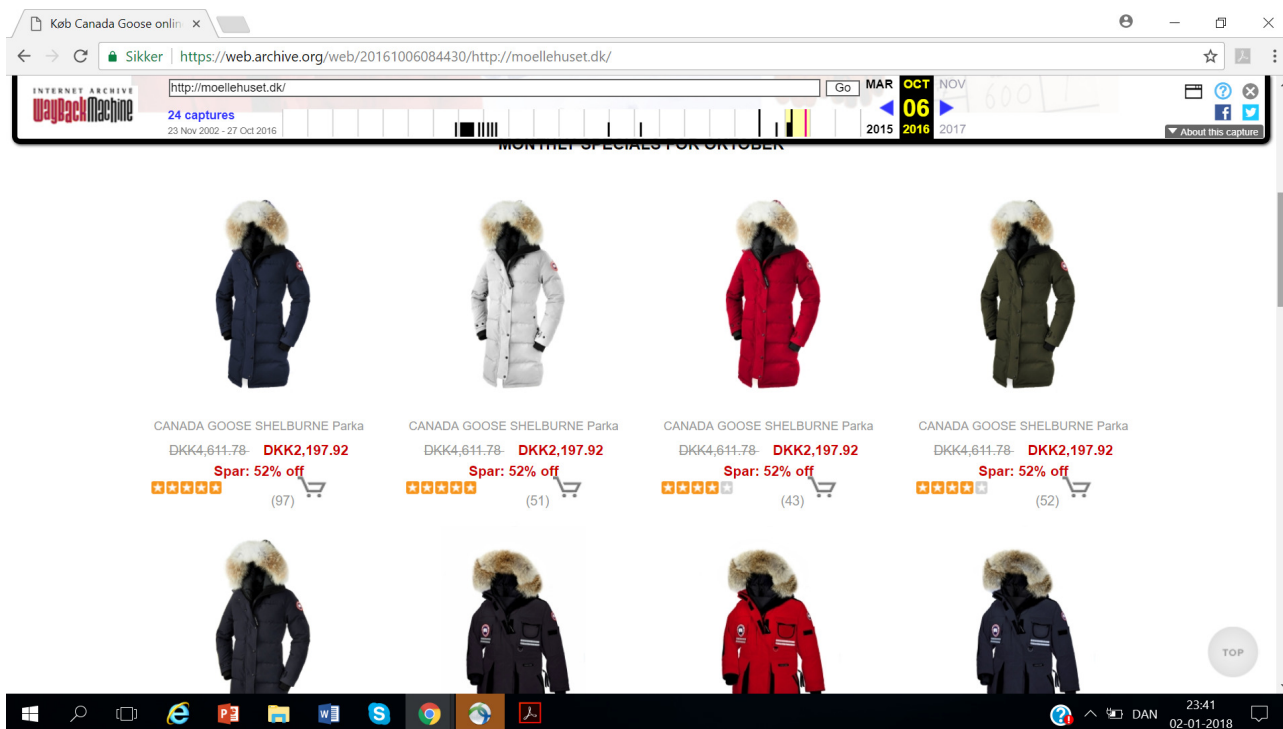 Køb Canada Goose onlin
Sikker https://web.archive.org/web/20161006084430/http://moellehuset.dk/
INTERNET ARCHIVE
WayBackMachine
http://moellehuset.dk/
Go
MAR OCT NOV
24 captures
06
23 Nov 2002 - 27 Oct 2016
2015 2016 2017
About this capture
MONTHLY SPECIALS FOR OKTOBER
CANADA GOOSE SHELBURNE Parka
DKK4,611.78 DKK2,197.92
Spar: 52% off
(97)
CANADA GOOSE SHELBURNE Parka
DKK4,611.78 DKK2,197.92
Spar: 52% off
(51)
CANADA GOOSE SHELBURNE Parka
DKK4,611.78 DKK2,197.92
Spar: 52% off
(43)
CANADA GOOSE SHELBURNE Parka
DKK4,611.78 DKK2,197.92
Spar: 52% off
(52)
TOP
DAN
23:41
02-01-2018